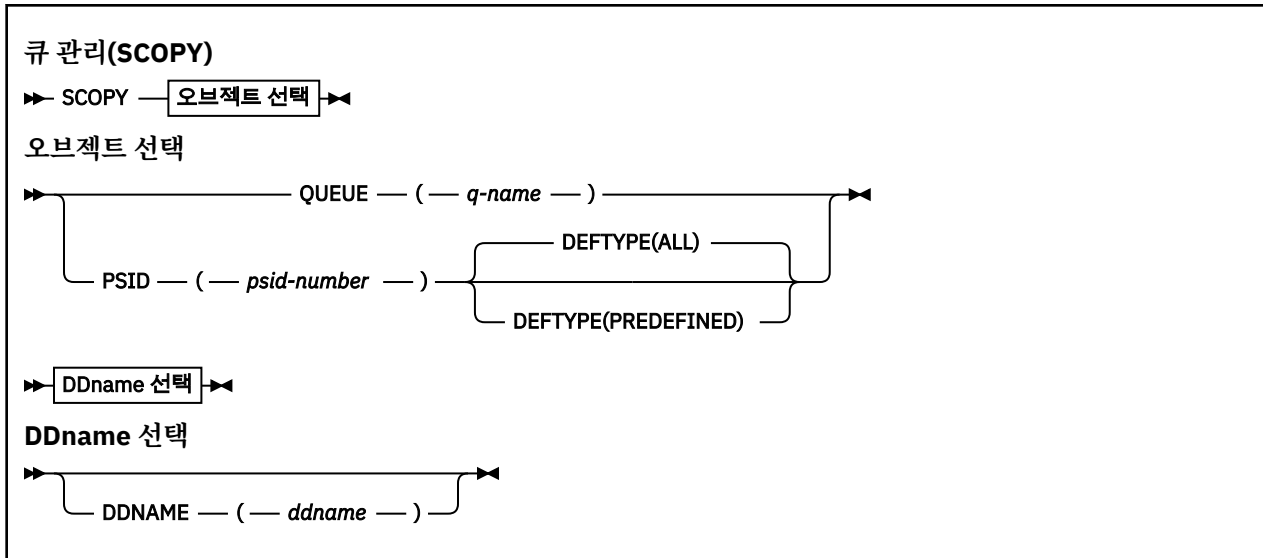 큐 관리(SCOPY)
SCOPY 오브젝트 선택
오브젝트 선택
QUEUE ( q-name )
DEFTYPE(ALL)
PSID ( psid-number )
DEFTYPE(PREDEFINED)
DDname 선택
DDname 선택
DDNAME ( ddname )